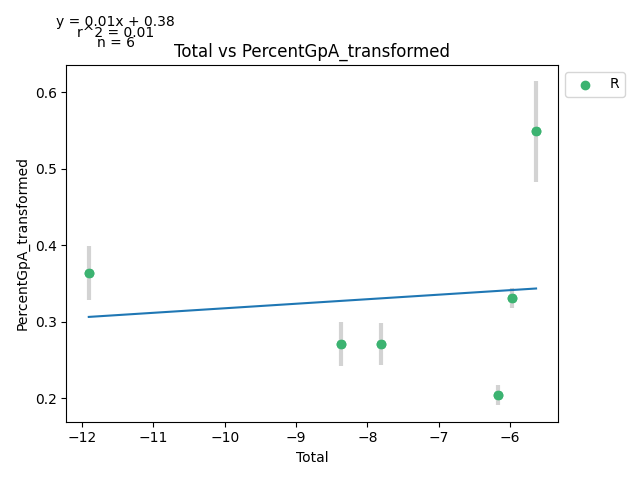 y = 0.01x + 0.38
r^2 = 0.01
n = 6
Total vs PercentGpA_transformed
R
PercentGpA_transformed
0.6
0.5
0.4
0.3
0.2
−12
−11
−10
−9
−8
−7
−6
Total